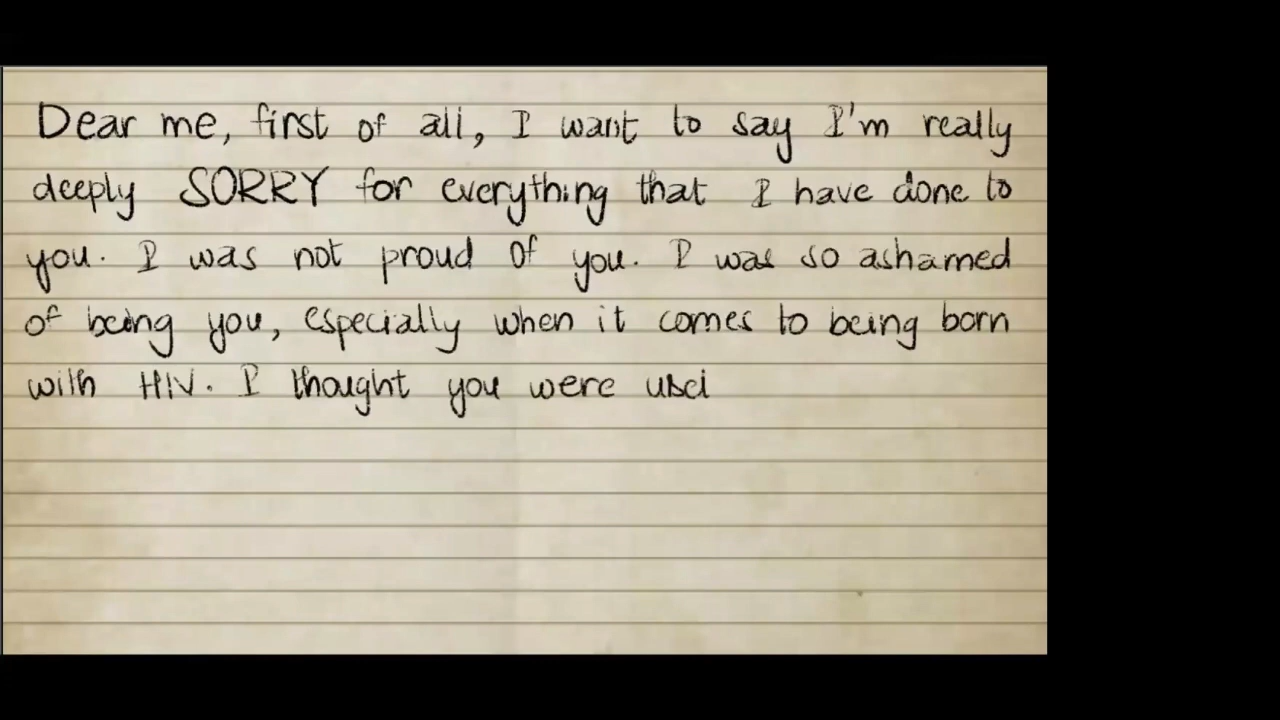 Dear me, first of all, I want to say I'm really
deeply SORRY for everything that I have done to
you. I was not proud of you. I was so ashamed
of being you, especially when it comes to being born
with HIV. I thought you were